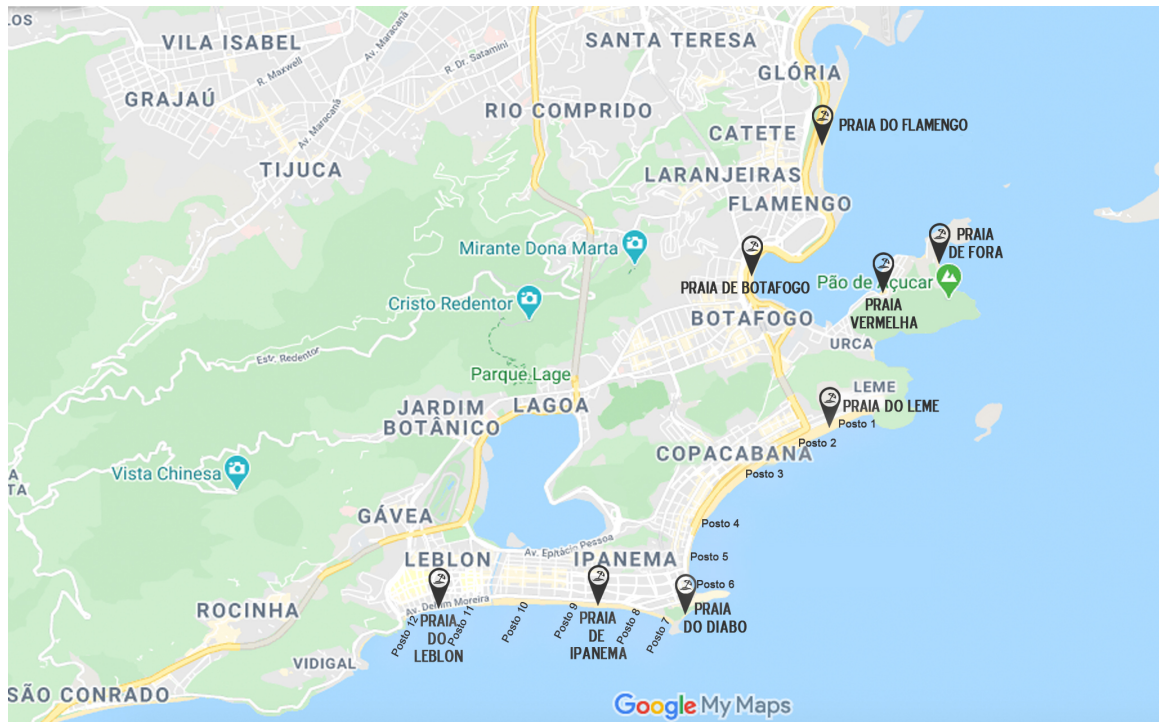 LOS
VILA ISABEL
Av. Maracanã
SANTA TERESA
R. Maxwell
R. Dr. Satamini
GLÓRIA
GRAJAÚ
Av. Maracanã
RIO COMPRIDO
PRAIA DO FLAMENGO
CATETE
TIJUCA
LARANJEIRAS
FLAMENGO
Mirante Dona Marta
PRAIA
DE FORA
PRAIA DE BOTAFOGO
Pão de Açucar
Cristo Redentor
PRAIA
VERMELHA
BOTAFOGO
URCA
Estr. Redentor
Parque Lage
LEME
LAGOA
JARDIM
BOTÂNICO
PRAIA DO LEME
Posto 1
Posto 2
COPACABANA
Vista Chinesa
Posto 3
A
TA
GÁVEA
Posto 4
Av. Epitácio Pessoa
LEBLON
IPANEMA
Posto 5
Posto 6
ROCINHA
Av. Delfim Moreira
PRAIA
DO
LEBLON
Posto 12
Posto 11
Posto 10
Posto 9
PRAIA
DE
IPANEMA
Posto 8
Posto 7
PRAIA
DO DIABO
VIDIGAL
SÃO CONRADO
Google My Maps